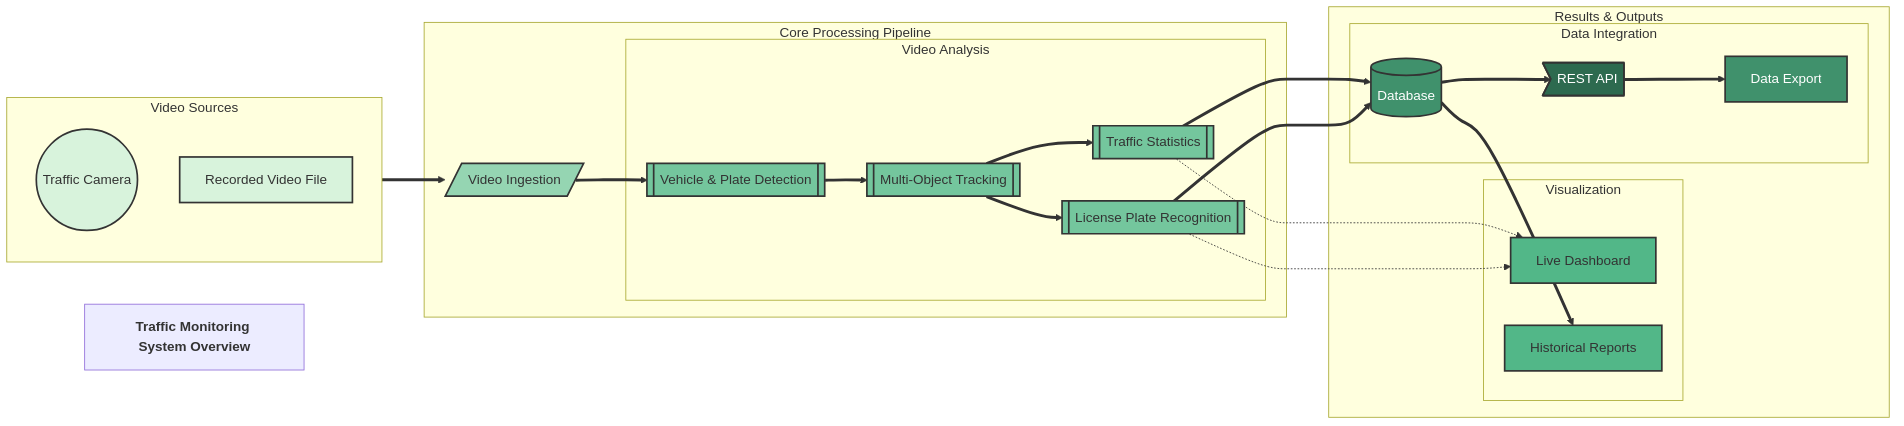 Video Sources
Traffic Camera
Recorded Video File
Traffic Monitoring
System Overview
Core Processing Pipeline
Video Analysis
Video Ingestion
Vehicle & Plate Detection
Multi-Object Tracking
Traffic Statistics
License Plate Recognition
Results & Outputs
Data Integration
Database
REST API
Data Export
Visualization
Live Dashboard
Historical Reports